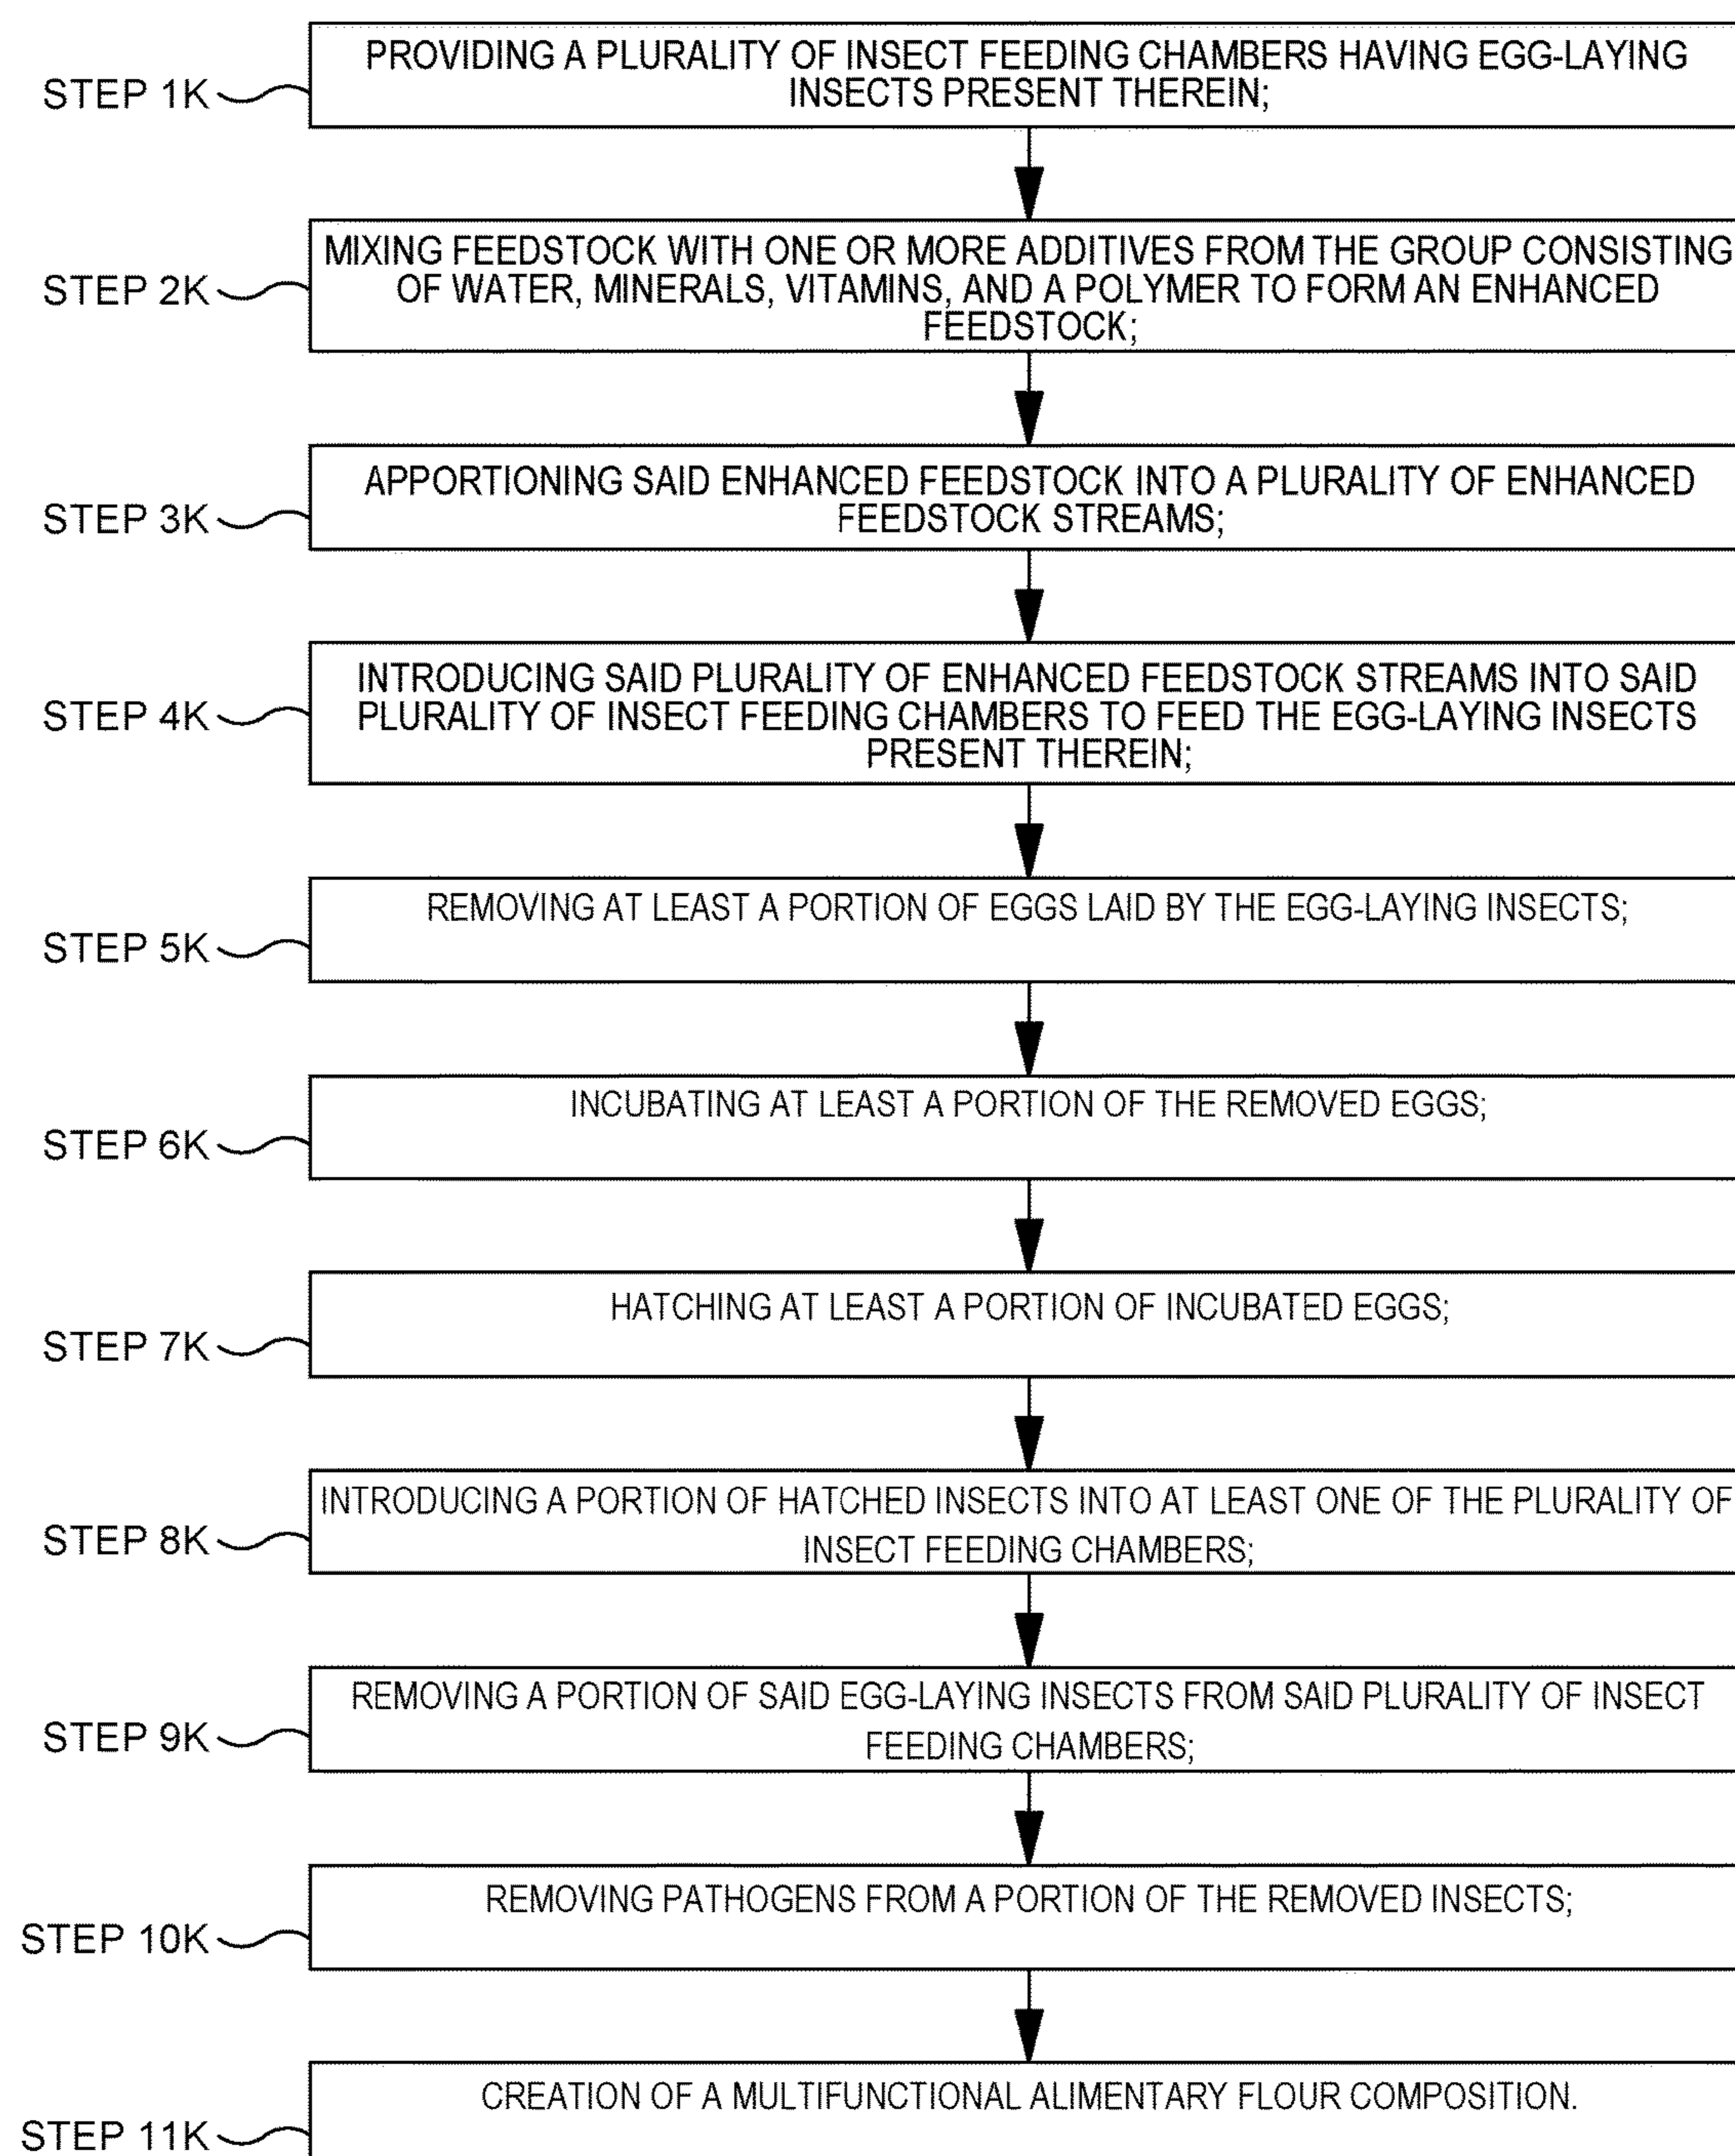 STEP 1K
PROVIDING A PLURALITY OF INSECT FEEDING CHAMBERS HAVING EGG-LAYING
INSECTS PRESENT THEREIN;
STEP 2K
MIXING FEEDSTOCK WITH ONE OR MORE ADDITIVES FROM THE GROUP CONSISTING
OF WATER, MINERALS, VITAMINS, AND A POLYMER TO FORM AN ENHANCED
FEEDSTOCK;
STEP 3K
APPORTIONING SAID ENHANCED FEEDSTOCK INTO A PLURALITY OF ENHANCED
FEEDSTOCK STREAMS;
STEP 4K
INTRODUCING SAID PLURALITY OF ENHANCED FEEDSTOCK STREAMS INTO SAID
PLURALITY OF INSECT FEEDING CHAMBERS TO FEED THE EGG-LAYING INSECTS
PRESENT THEREIN;
STEP 5K
REMOVING AT LEAST A PORTION OF EGGS LAID BY THE EGG-LAYING INSECTS;
STEP 6K
INCUBATING AT LEAST A PORTION OF THE REMOVED EGGS;
STEP 7K
HATCHING AT LEAST A PORTION OF INCUBATED EGGS;
STEP 8K
INTRODUCING A PORTION OF HATCHED INSECTS INTO AT LEAST ONE OF THE PLURALITY OF
INSECT FEEDING CHAMBERS;
STEP 9K
REMOVING A PORTION OF SAID EGG-LAYING INSECTS FROM SAID PLURALITY OF INSECT
FEEDING CHAMBERS;
STEP 10K
REMOVING PATHOGENS FROM A PORTION OF THE REMOVED INSECTS;
STEP 11K
CREATION OF A MULTIFUNCTIONAL ALIMENTARY FLOUR COMPOSITION.